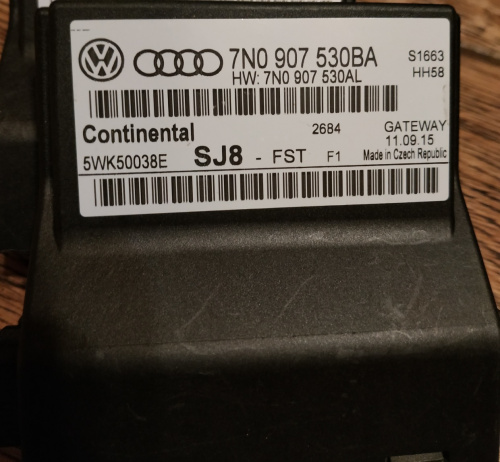 7N0 907 530BA S1663
HW: 7N0 907 530AL HH58
Continental 2684 GATEWAY
11.09.15
5WK50038E SJ8 - FST F1 Made in Czech Republic